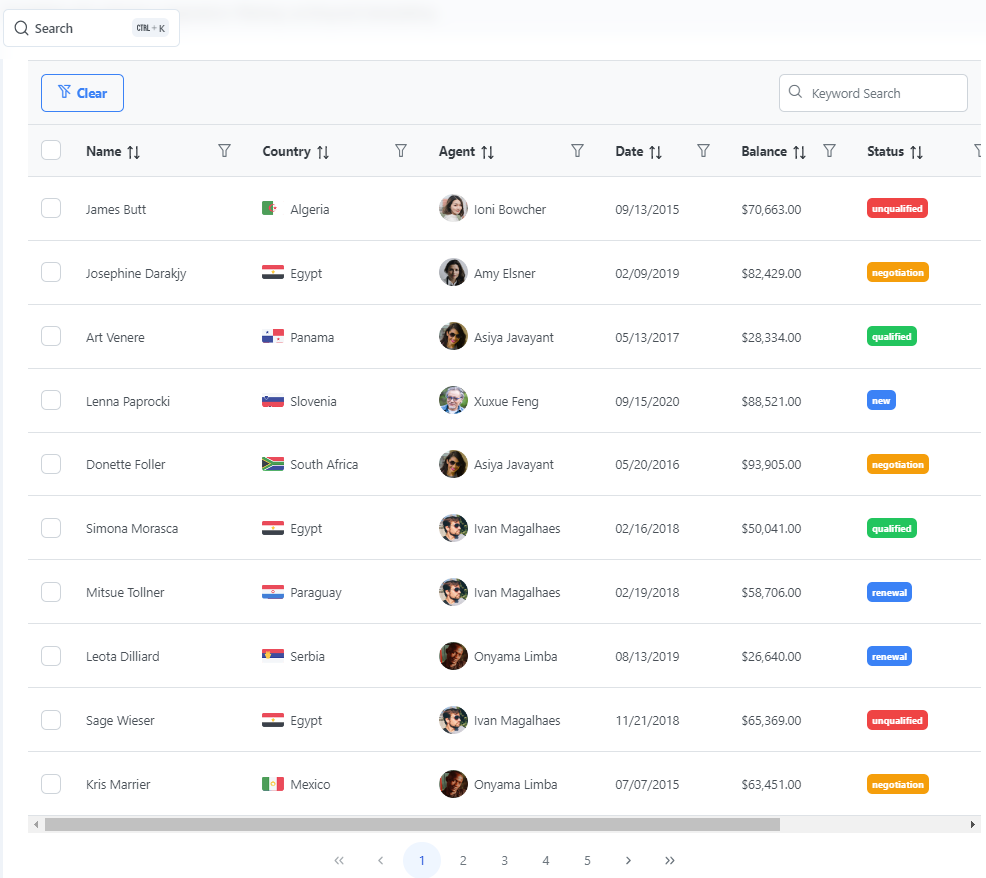 Search CTRL + K
Clear Keyword Search
Name Country Agent Date Balance Status
James Butt Algeria Ioni Bowcher 09/13/2015 $70,663.00 unqualified
Josephine Darakjy Egypt Amy Elsner 02/09/2019 $82,429.00 negotiation
Art Venere Panama Asiya Javayant 05/13/2017 $28,334.00 qualified
Lenna Paprocki Slovenia Xuxue Feng 09/15/2020 $88,521.00 new
Donette Foller South Africa Asiya Javayant 05/20/2016 $93,905.00 negotiation
Simona Morasca Egypt Ivan Magalhaes 02/16/2018 $50,041.00 qualified
Mitsue Tollner Paraguay Ivan Magalhaes 02/19/2018 $58,706.00 renewal
Leota Dilliard Serbia Onyama Limba 08/13/2019 $26,640.00 renewal
Sage Wieser Egypt Ivan Magalhaes 11/21/2018 $65,369.00 unqualified
Kris Marrier Mexico Onyama Limba 07/07/2015 $63,451.00 negotiation
« ‹ 1 2 3 4 5 › »